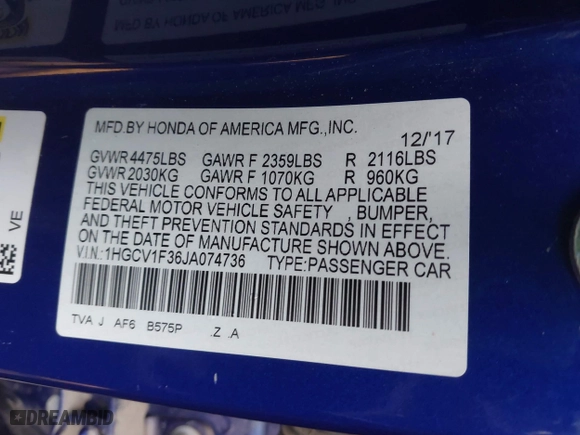 MFD.BY HONDA OF AMERICA MFG.,INC.
12/'17
GVWR 4475LBS GAWR F 2359LBS R 2116LBS
GVWR 2030KG GAWR F 1070KG R 960KG
THIS VEHICLE CONFORMS TO ALL APPLICABLE
FEDERAL MOTOR VEHICLE SAFETY , BUMPER,
AND THEFT PREVENTION STANDARDS IN EFFECT
ON THE DATE OF MANUFACTURE SHOWN ABOVE.
V.I.N.:1HGCV1F36JA074736 TYPE:PASSENGER CAR
TVA J AF6 B575P .Z .A
VE
DREAMBID